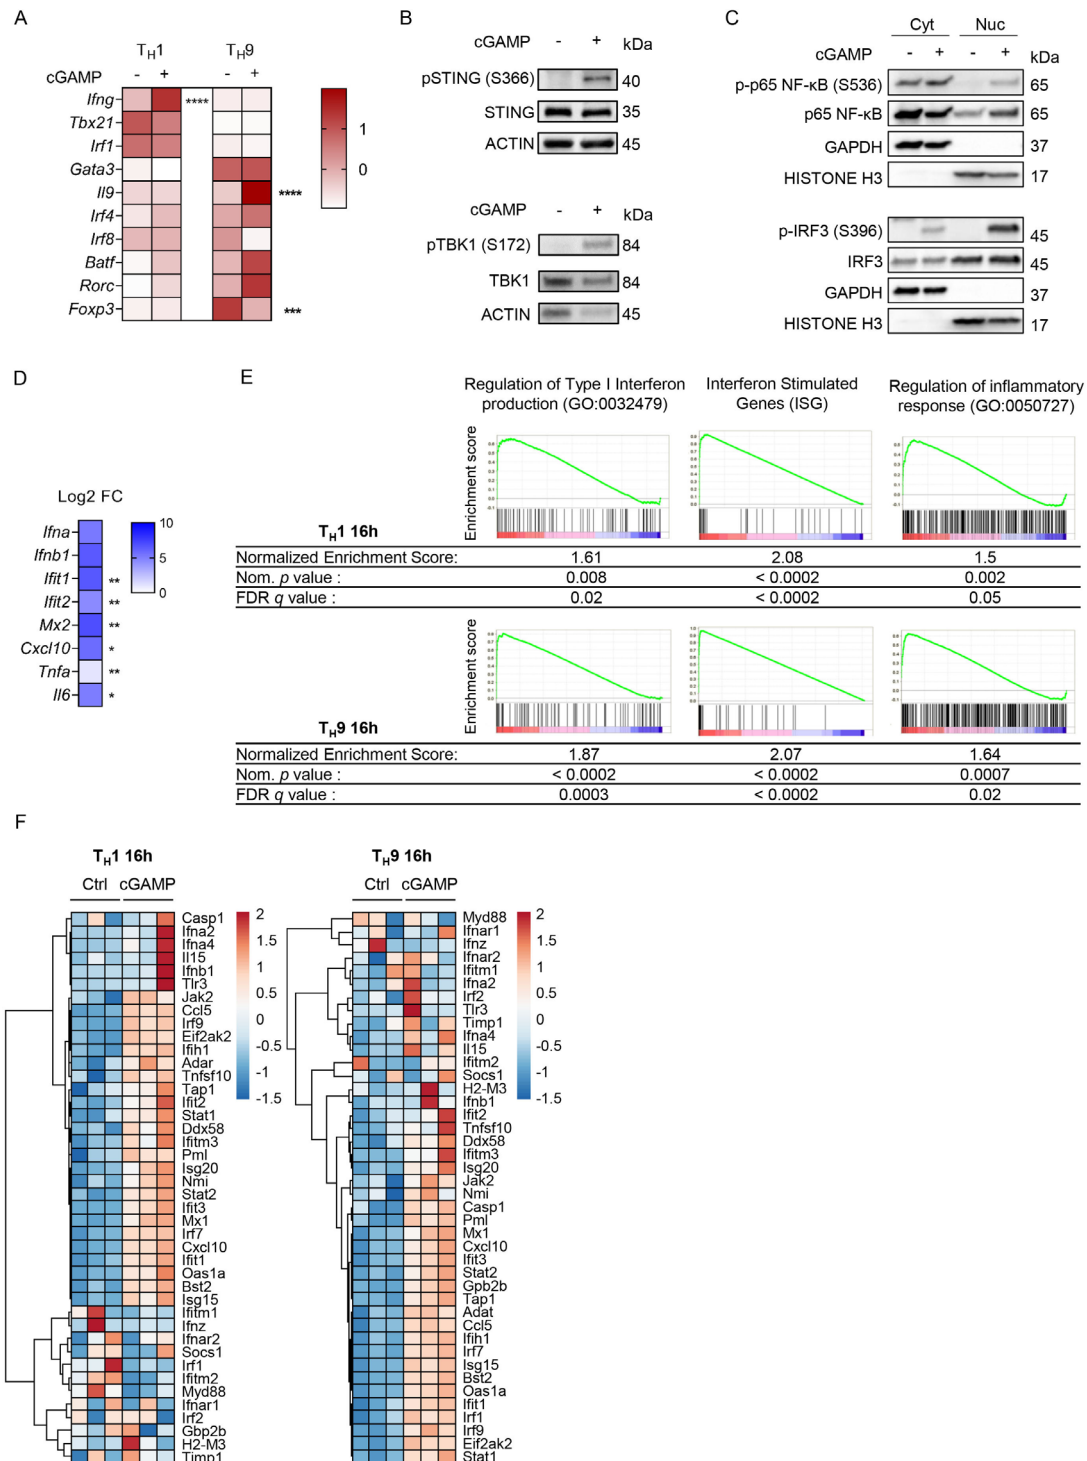 A
TH1 TH9
cGAMP - + - +
Ifng ****
Tbx21
Irf1
Gata3
Il9 ****
Irf4
Irf8
Batf
Rorc
Foxp3 ***
1
0
B
cGAMP - + kDa
pSTING (S366) 40
STING 35
ACTIN 45
cGAMP - + kDa
pTBK1 (S172) 84
TBK1 84
ACTIN 45
C
Cyt Nuc
cGAMP - + - + kDa
p-p65 NF-κB (S536) 65
p65 NF-κB 65
GAPDH 37
HISTONE H3 17
p-IRF3 (S396) 45
IRF3 45
GAPDH 37
HISTONE H3 17
D
Log2 FC
Ifna
Ifnb1
Ifit1 **
Ifit2 **
Mx2 **
Cxcl10 *
Tnfa **
Il6 *
10
5
0
E
Regulation of Type I Interferon production (GO:0032479)
Interferon Stimulated Genes (ISG)
Regulation of inflammatory response (GO:0050727)
Enrichment score
TH1 16h
Normalized Enrichment Score: 1.61 2.08 1.5
Nom. p value : 0.008 < 0.0002 0.002
FDR q value : 0.02 < 0.0002 0.05
Enrichment score
TH9 16h
Normalized Enrichment Score: 1.87 2.07 1.64
Nom. p value : < 0.0002 < 0.0002 0.0007
FDR q value : 0.0003 < 0.0002 0.02
F
TH1 16h
Ctrl cGAMP
Casp1
Ifna2
Ifna4
Il15
Ifnb1
Tlr3
Jak2
Ccl5
Irf9
Eif2ak2
Ifih1
Adar
Tnfsf10
Tap1
Ifit2
Stat1
Ddx58
Ifitm3
Pml
Isg20
Nmi
Stat2
Ifit3
Mx1
Irf7
Cxcl10
Ifit1
Oas1a
Bst2
Isg15
Ifitm1
Ifnz
Ifnar2
Socs1
Irf1
Ifitm2
Myd88
Ifnar1
Irf2
Gbp2b
H2-M3
Timp1
2
1.5
1
0.5
0
-0.5
-1
-1.5
TH9 16h
Ctrl cGAMP
Myd88
Ifnar1
Ifnz
Ifnar2
Ifitm1
Ifna2
Irf2
Tlr3
Timp1
Ifna4
Il15
Ifitm2
Socs1
H2-M3
Ifnb1
Ifit2
Tnfsf10
Ddx58
Ifitm3
Isg20
Jak2
Nmi
Casp1
Pml
Mx1
Cxcl10
Ifit3
Stat2
Gpb2b
Tap1
Adat
Ccl5
Ifih1
Irf7
Isg15
Bst2
Oas1a
Ifit1
Irf1
Irf9
Eif2ak2
Stat1
2
1.5
1
0.5
0
-0.5
-1
-1.5